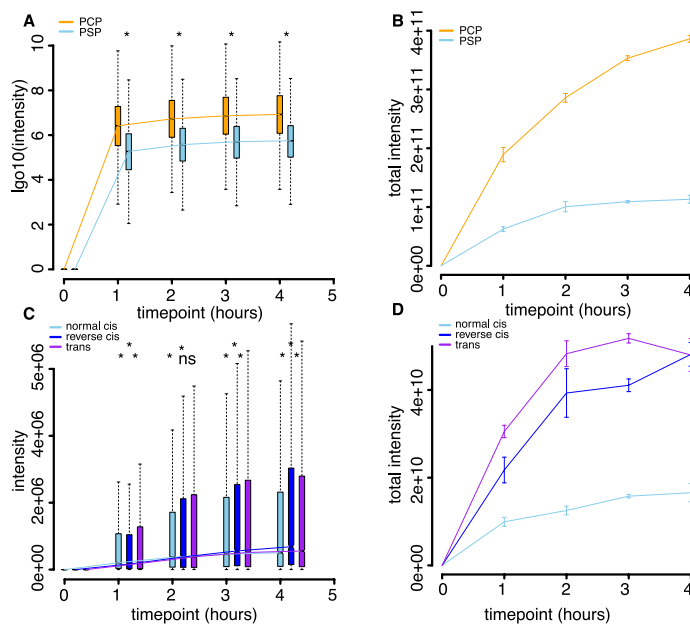 A
PCP
PSP
* * * *
lgo10(intensity)
10
8
6
4
2
0
0 1 2 3 4 5
timepoint (hours)
B
PCP
PSP
total intensity
4e+11
3e+11
2e+11
1e+11
0e+00
0 1 2 3 4
timepoint (hours)
C
normal cis
reverse cis
trans
* * * *
* * * ns * * * *
intensity
6e+06
4e+06
2e+06
0e+00
0 1 2 3 4 5
timepoint (hours)
D
normal cis
reverse cis
trans
total intensity
4e+10
2e+10
0e+00
0 1 2 3 4
timepoint (hours)